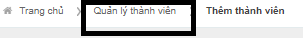 Trang chủ > Quản lý thành viên > Thêm thành viên